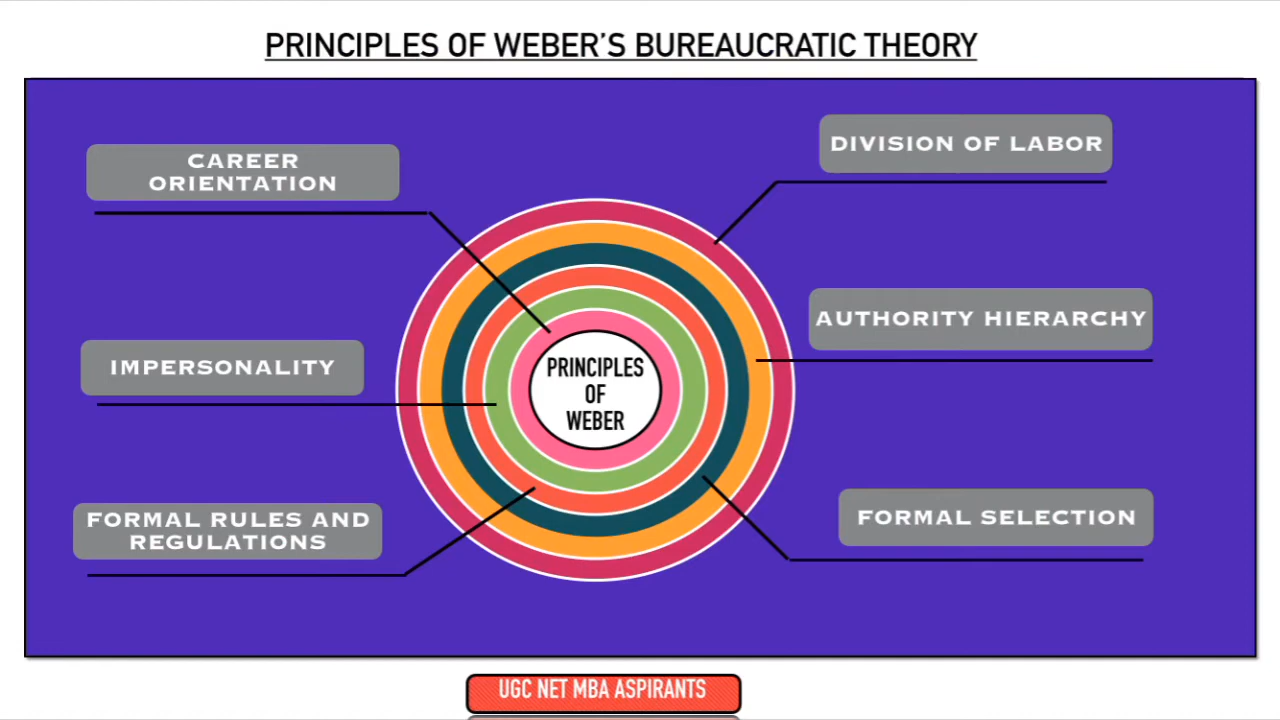 PRINCIPLES OF WEBER'S BUREAUCRATIC THEORY
CAREER
ORIENTATION
DIVISION OF LABOR
IMPERSONALITY
AUTHORITY HIERARCHY
PRINCIPLES
OF
WEBER
FORMAL RULES AND
REGULATIONS
FORMAL SELECTION
UGC NET MBA ASPIRANTS